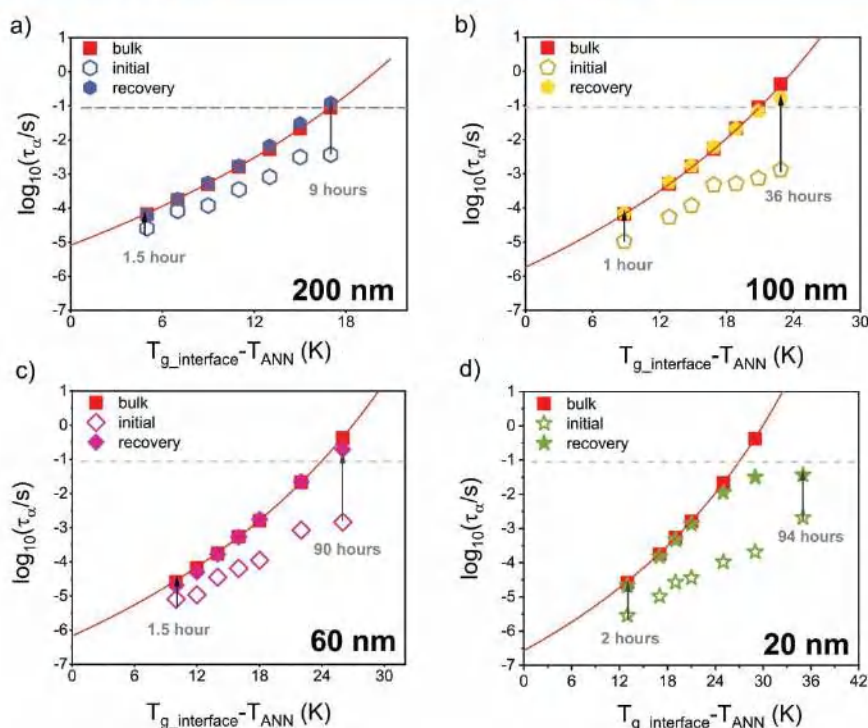 a)
bulk
initial
recovery
1
0
-1
-2
-3
-4
-5
-6
-7
log10(τα/s)
1.5 hour
9 hours
200 nm
0 6 12 18
Tg_interface-TANN (K)
b)
bulk
initial
recovery
1
0
-1
-2
-3
-4
-5
-6
-7
log10(τα/s)
1 hour
36 hours
100 nm
0 6 12 18 24 30
Tg_interface-TANN (K)
c)
bulk
initial
recovery
1
0
-1
-2
-3
-4
-5
-6
-7
log10(τα/s)
1.5 hour
90 hours
60 nm
0 6 12 18 24 30
Tg_interface-TANN (K)
d)
bulk
initial
recovery
1
0
-1
-2
-3
-4
-5
-6
-7
log10(τα/s)
2 hours
94 hours
20 nm
0 6 12 18 24 30 36 42
Tg_interface-TANN (K)